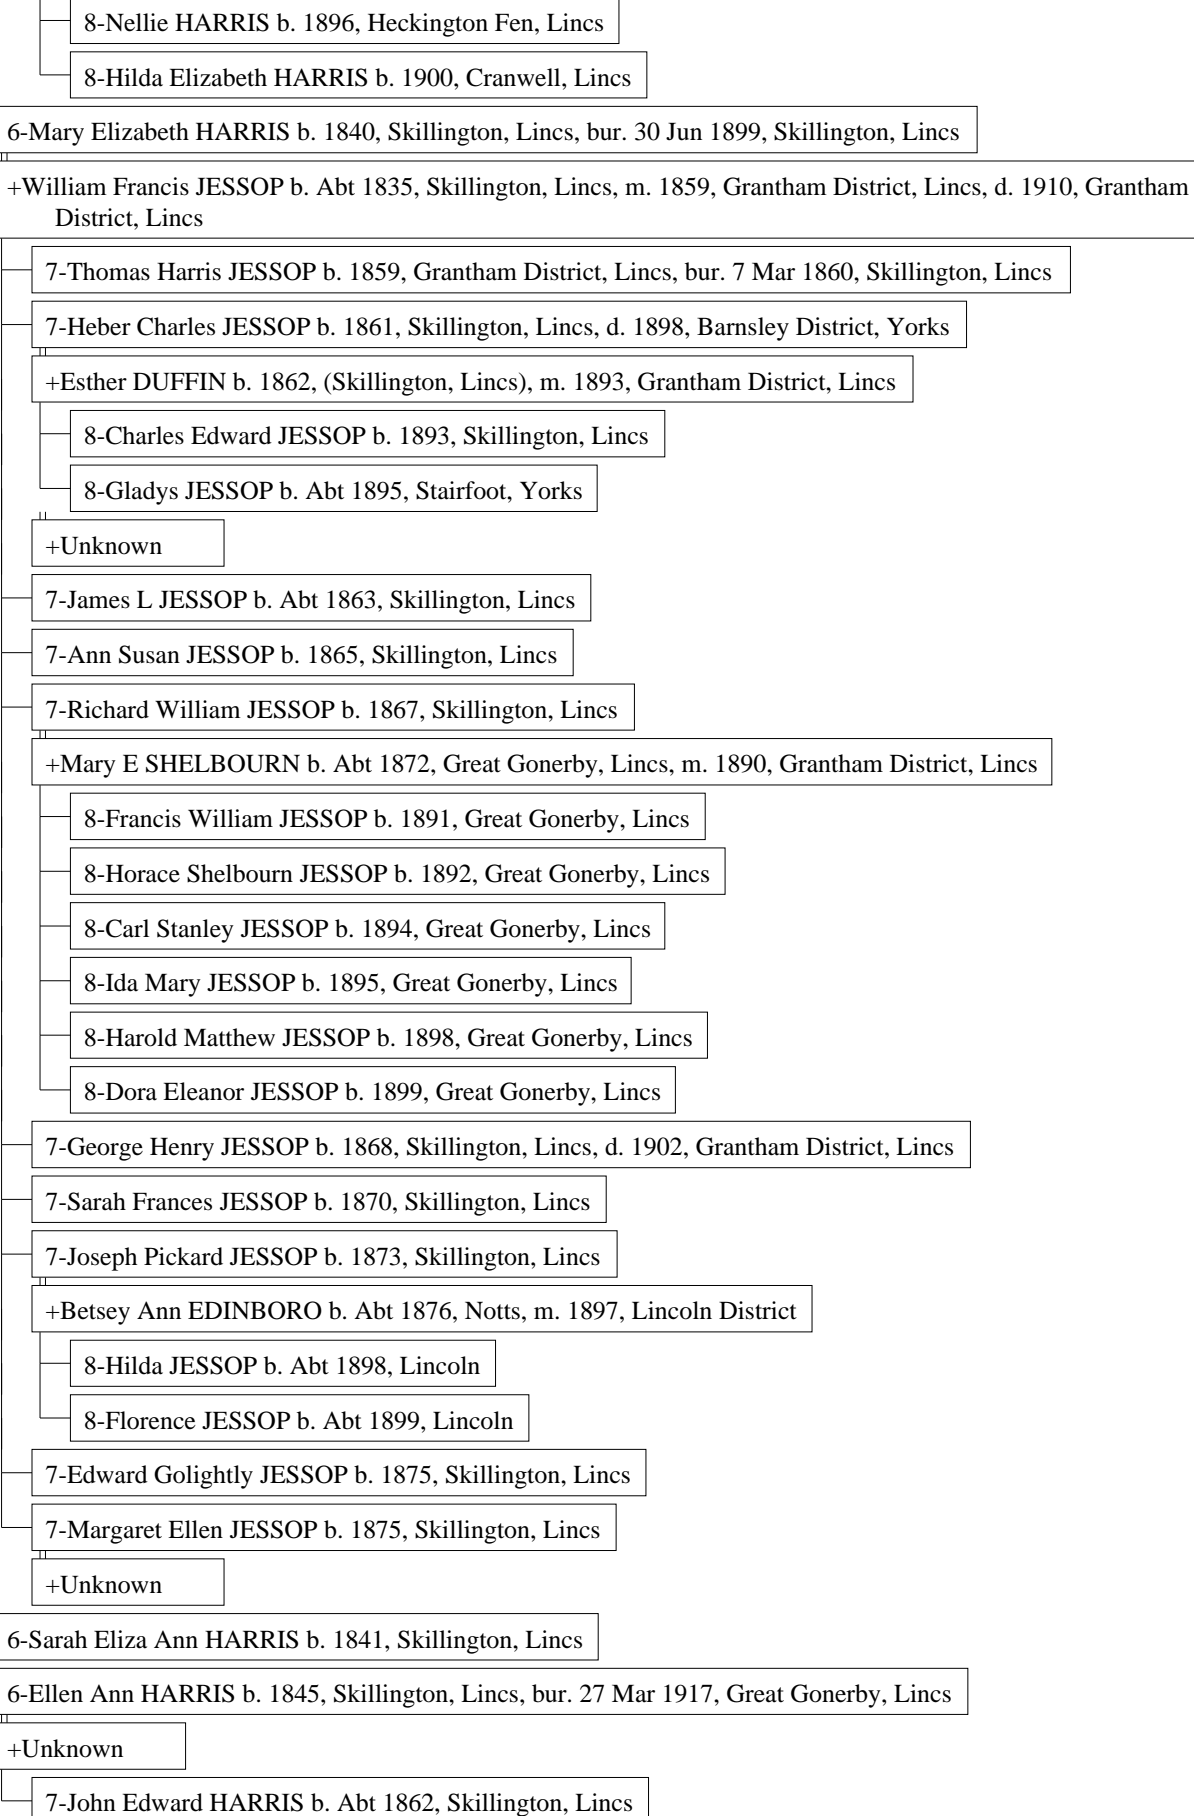 8-Nellie HARRIS b. 1896, Heckington Fen, Lincs
8-Hilda Elizabeth HARRIS b. 1900, Cranwell, Lincs
6-Mary Elizabeth HARRIS b. 1840, Skillington, Lincs, bur. 30 Jun 1899, Skillington, Lincs
+William Francis JESSOP b. Abt 1835, Skillington, Lincs, m. 1859, Grantham District, Lincs, d. 1910, Grantham
District, Lincs
7-Thomas Harris JESSOP b. 1859, Grantham District, Lincs, bur. 7 Mar 1860, Skillington, Lincs
7-Heber Charles JESSOP b. 1861, Skillington, Lincs, d. 1898, Barnsley District, Yorks
+Esther DUFFIN b. 1862, (Skillington, Lincs), m. 1893, Grantham District, Lincs
8-Charles Edward JESSOP b. 1893, Skillington, Lincs
8-Gladys JESSOP b. Abt 1895, Stairfoot, Yorks
+Unknown
7-James L JESSOP b. Abt 1863, Skillington, Lincs
7-Ann Susan JESSOP b. 1865, Skillington, Lincs
7-Richard William JESSOP b. 1867, Skillington, Lincs
+Mary E SHELBOURN b. Abt 1872, Great Gonerby, Lincs, m. 1890, Grantham District, Lincs
8-Francis William JESSOP b. 1891, Great Gonerby, Lincs
8-Horace Shelbourn JESSOP b. 1892, Great Gonerby, Lincs
8-Carl Stanley JESSOP b. 1894, Great Gonerby, Lincs
8-Ida Mary JESSOP b. 1895, Great Gonerby, Lincs
8-Harold Matthew JESSOP b. 1898, Great Gonerby, Lincs
8-Dora Eleanor JESSOP b. 1899, Great Gonerby, Lincs
7-George Henry JESSOP b. 1868, Skillington, Lincs, d. 1902, Grantham District, Lincs
7-Sarah Frances JESSOP b. 1870, Skillington, Lincs
7-Joseph Pickard JESSOP b. 1873, Skillington, Lincs
+Betsey Ann EDINBORO b. Abt 1876, Notts, m. 1897, Lincoln District
8-Hilda JESSOP b. Abt 1898, Lincoln
8-Florence JESSOP b. Abt 1899, Lincoln
7-Edward Golightly JESSOP b. 1875, Skillington, Lincs
7-Margaret Ellen JESSOP b. 1875, Skillington, Lincs
+Unknown
6-Sarah Eliza Ann HARRIS b. 1841, Skillington, Lincs
6-Ellen Ann HARRIS b. 1845, Skillington, Lincs, bur. 27 Mar 1917, Great Gonerby, Lincs
+Unknown
7-John Edward HARRIS b. Abt 1862, Skillington, Lincs